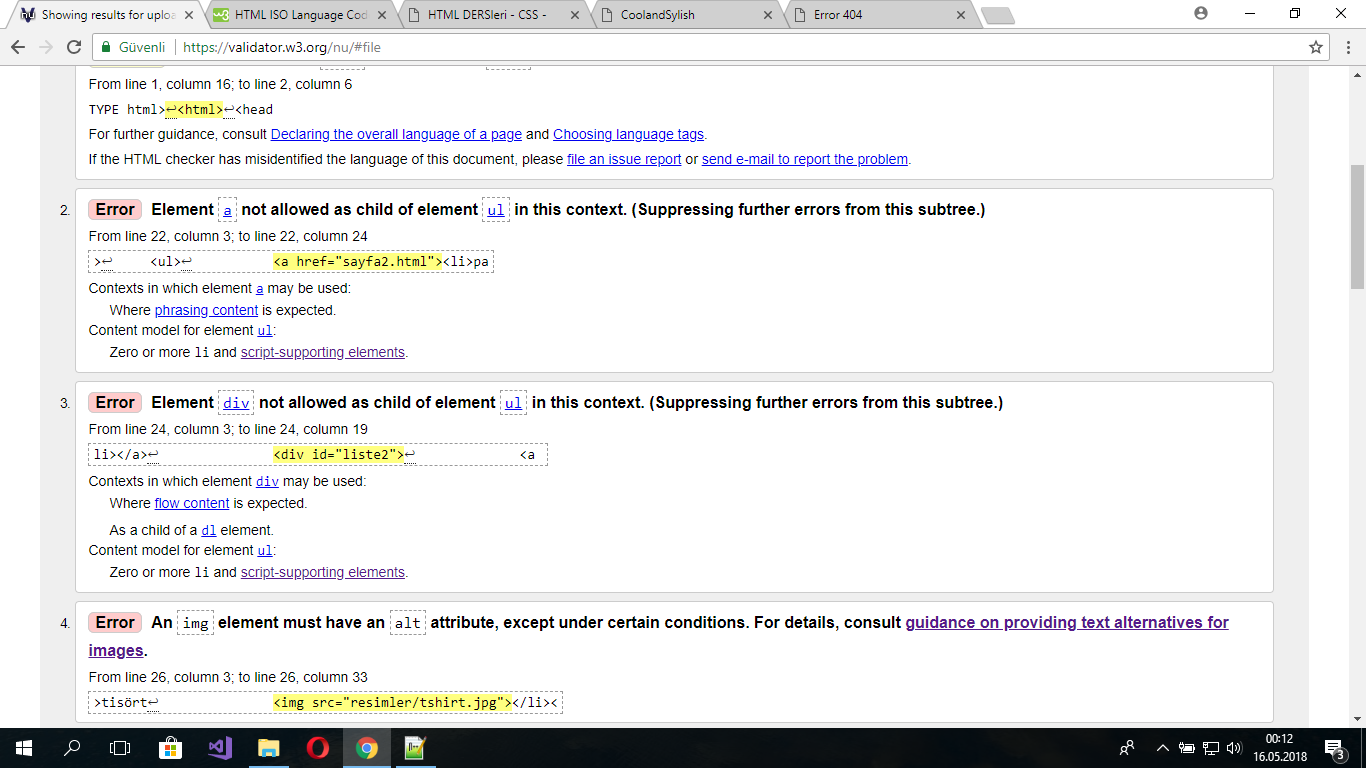 Showing results for uploa
HTML ISO Language Cod
HTML DERSleri - CSS -
CoolandSylish
Error 404
Güvenli
https://validator.w3.org/nu/#file
From line 1, column 16; to line 2, column 6
TYPE html>↩<html>↩<head
For further guidance, consult Declaring the overall language of a page and Choosing language tags.
If the HTML checker has misidentified the language of this document, please file an issue report or send e-mail to report the problem.
2. Error Element a not allowed as child of element ul in this context. (Suppressing further errors from this subtree.)
From line 22, column 3; to line 22, column 24
>↩ <ul>↩ <a href="sayfa2.html"><li>pa
Contexts in which element a may be used:
Where phrasing content is expected.
Content model for element ul:
Zero or more li and script-supporting elements.
3. Error Element div not allowed as child of element ul in this context. (Suppressing further errors from this subtree.)
From line 24, column 3; to line 24, column 19
li></a>↩ <div id="liste2">↩ <a
Contexts in which element div may be used:
Where flow content is expected.
As a child of a dl element.
Content model for element ul:
Zero or more li and script-supporting elements.
4. Error An img element must have an alt attribute, except under certain conditions. For details, consult guidance on providing text alternatives for
images.
From line 26, column 3; to line 26, column 33
>tisört↩ <img src="resimler/tshirt.jpg"></li><
00:12
16.05.2018
3